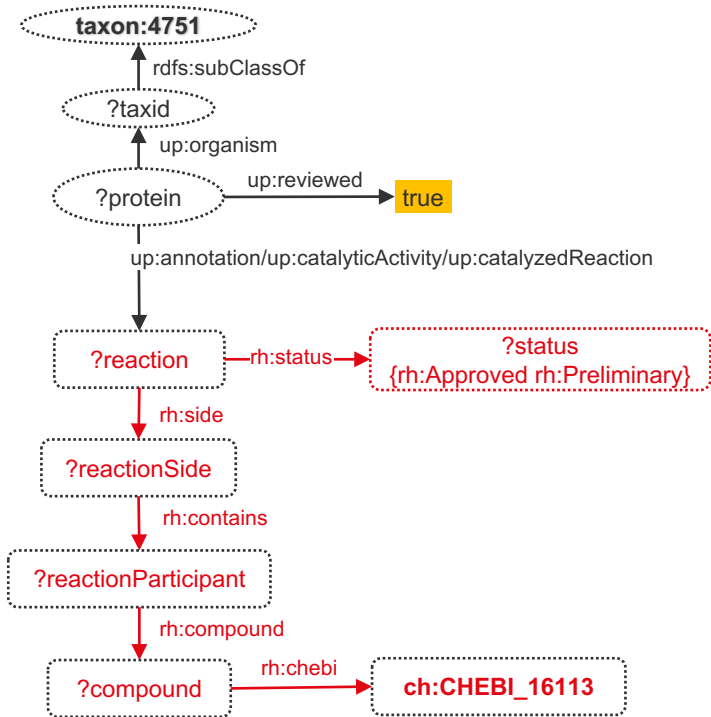 taxon:4751
rdfs:subClassOf
?taxid
up:organism
up:reviewed
?protein
true
up:annotation/up:catalyticActivity/up:catalyzedReaction
?reaction
rh:status
?status
{rh:Approved rh:Preliminary}
rh:side
?reactionSide
rh:contains
?reactionParticipant
rh:compound
rh:chebi
?compound
ch:CHEBI_16113